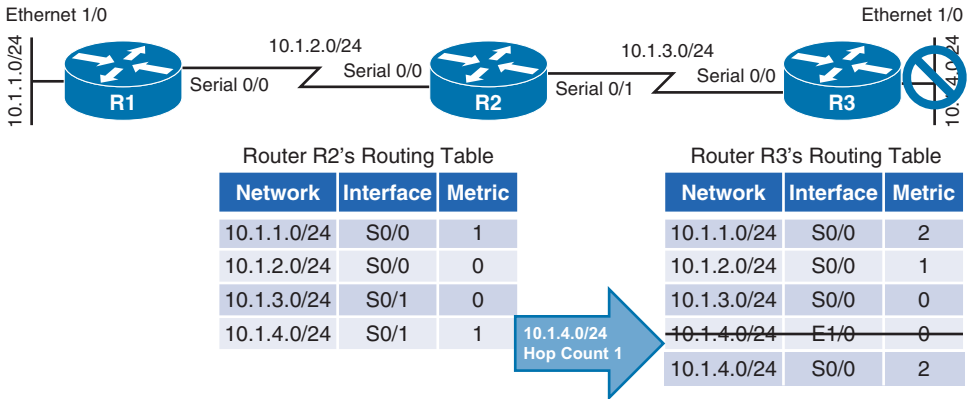 Ethernet 1/0
Ethernet 1/0
10.1.1.0/24
10.1.2.0/24
10.1.3.0/24
10.1.4.0/24
Serial 0/0
Serial 0/0
Serial 0/1
Serial 0/0
R1
R2
R3
Router R2's Routing Table
Network Interface Metric
10.1.1.0/24 S0/0 1
10.1.2.0/24 S0/0 0
10.1.3.0/24 S0/1 0
10.1.4.0/24 S0/1 1
10.1.4.0/24
Hop Count 1
Router R3's Routing Table
Network Interface Metric
10.1.1.0/24 S0/0 2
10.1.2.0/24 S0/0 1
10.1.3.0/24 S0/0 0
10.1.4.0/24 E1/0 0
10.1.4.0/24 S0/0 2